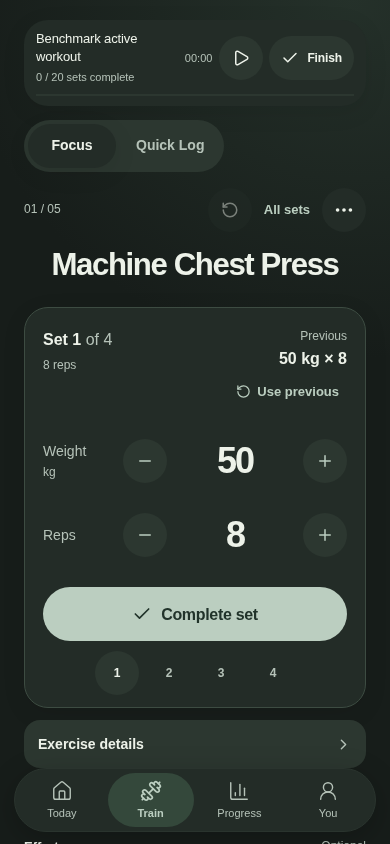 Benchmark active
workout
00:00
Finish
0 / 20 sets complete
Focus
Quick Log
01 / 05
All sets
Machine Chest Press
Set 1 of 4
Previous
8 reps
50 kg × 8
Use previous
Weight
kg
50
Reps
8
Complete set
1 2 3 4
Exercise details
Today
Train
Progress
You
Optional